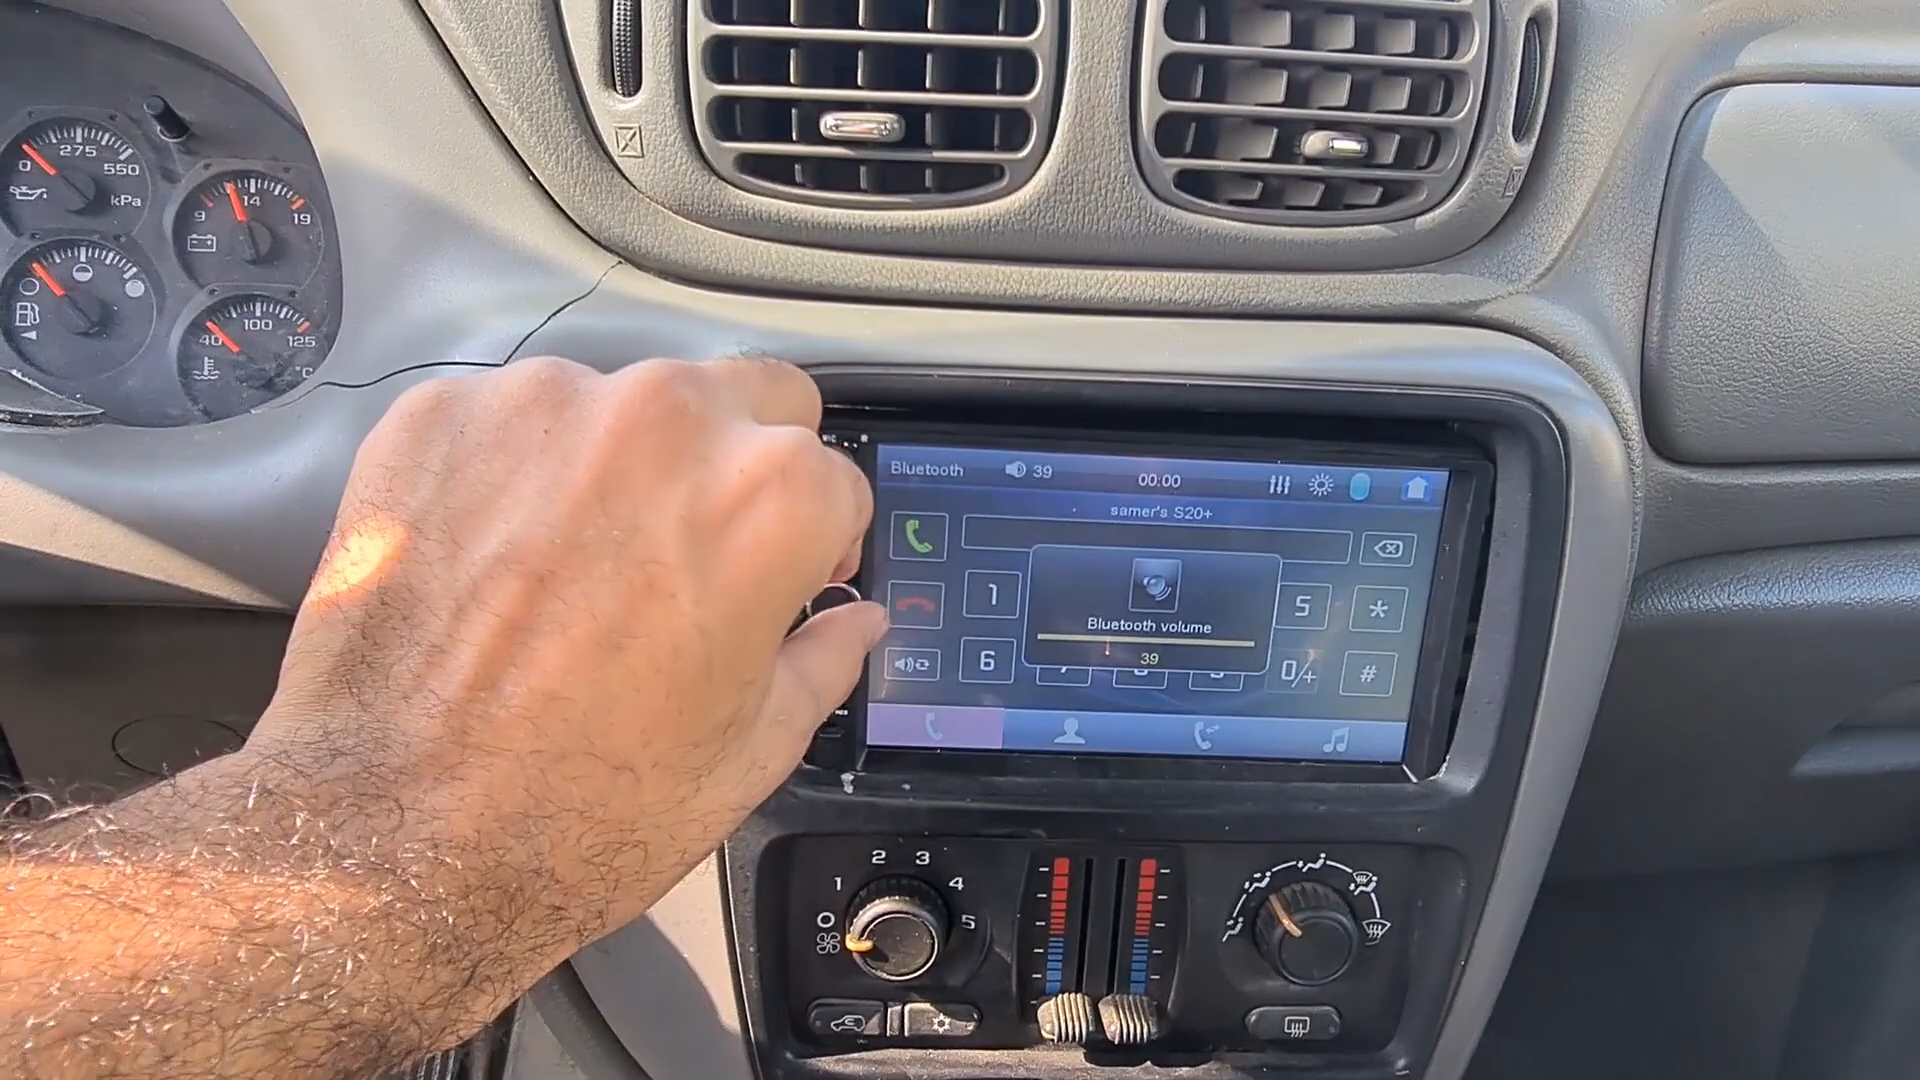 0 275 550
kPa
9 14 19
40 100 125
°C
MIC
Bluetooth 39 00:00
samer's S20+
1
5 *
Bluetooth volume
39
6
0/+ #
0 1 2 3 4 5